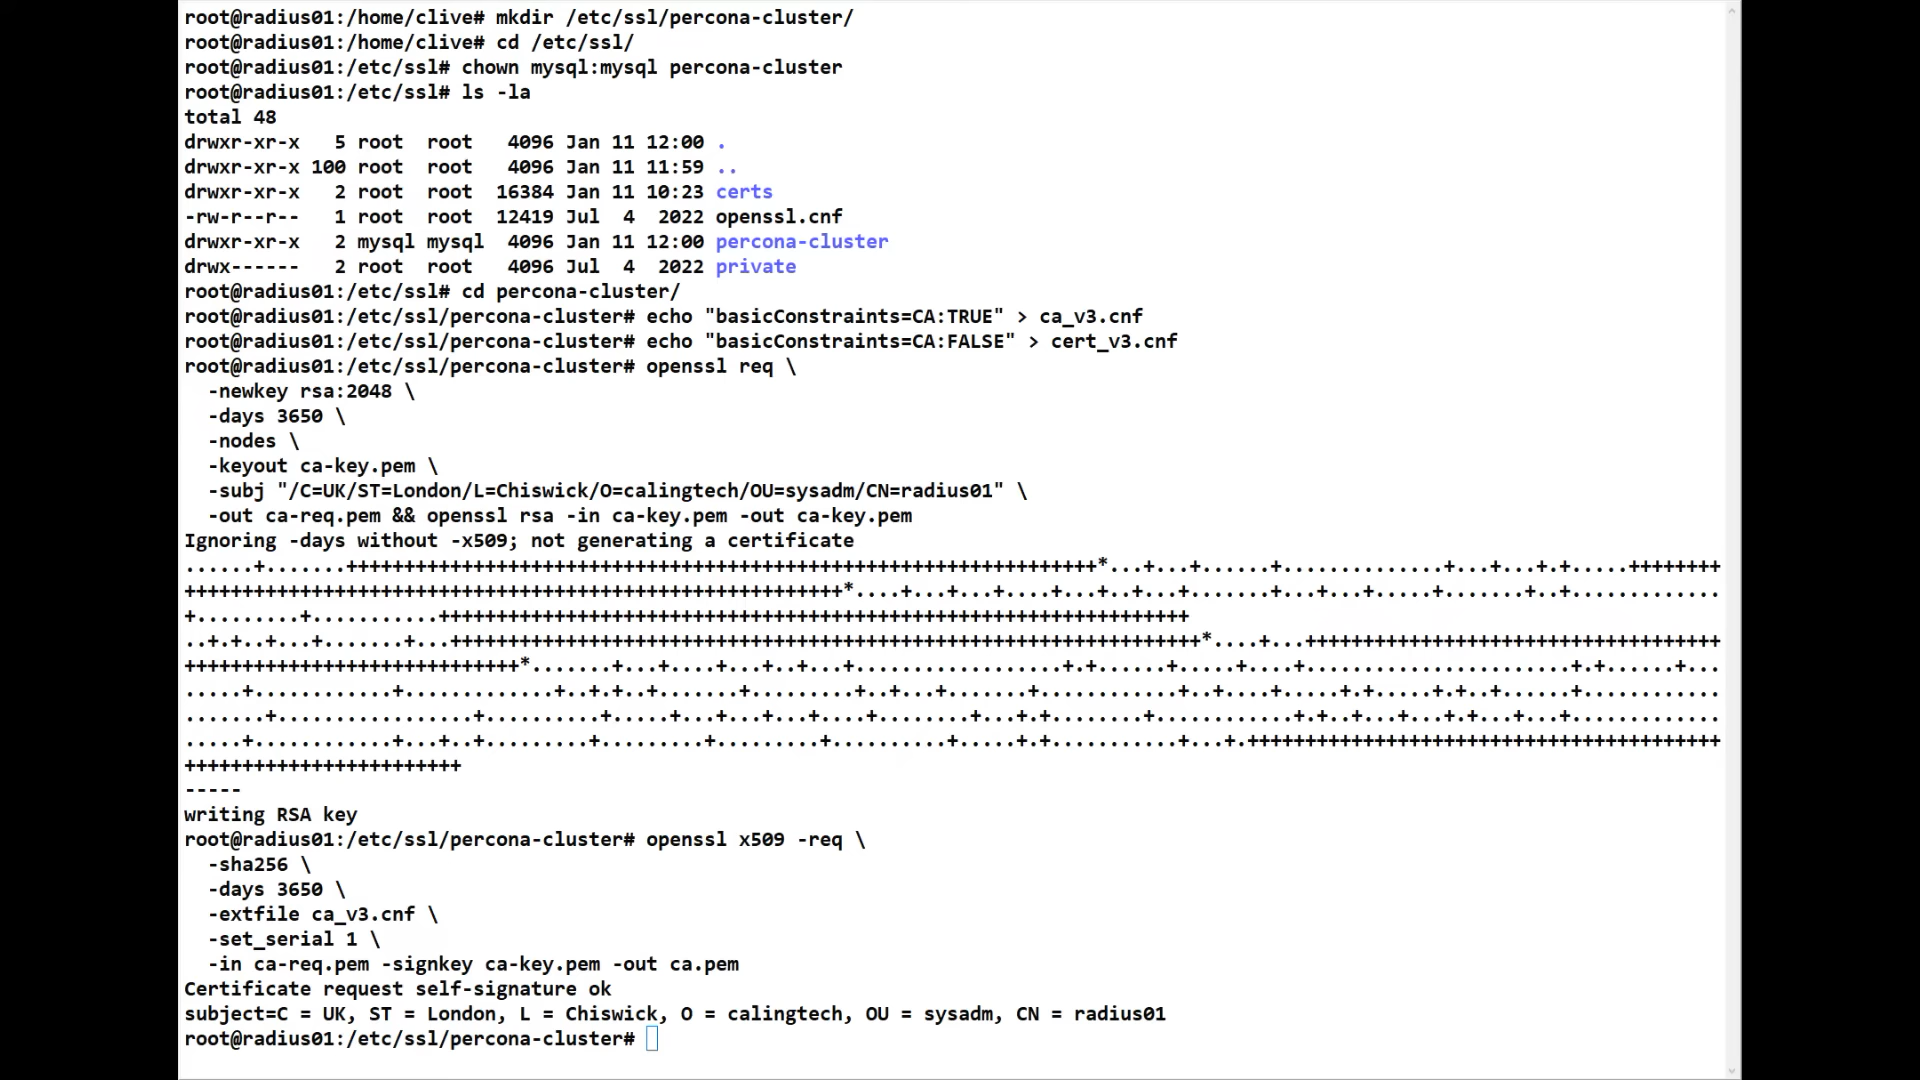 root@radius01:/home/clive# mkdir /etc/ssl/percona-cluster/
root@radius01:/home/clive# cd /etc/ssl/
root@radius01:/etc/ssl# chown mysql:mysql percona-cluster
root@radius01:/etc/ssl# ls -la
total 48
drwxr-xr-x   5 root  root   4096 Jan 11 12:00 .
drwxr-xr-x 100 root  root   4096 Jan 11 11:59 ..
drwxr-xr-x   2 root  root  16384 Jan 11 10:23 certs
-rw-r--r--   1 root  root  12419 Jul  4  2022 openssl.cnf
drwxr-xr-x   2 mysql mysql  4096 Jan 11 12:00 percona-cluster
drwx------   2 root  root   4096 Jul  4  2022 private
root@radius01:/etc/ssl# cd percona-cluster/
root@radius01:/etc/ssl/percona-cluster# echo "basicConstraints=CA:TRUE" > ca_v3.cnf
root@radius01:/etc/ssl/percona-cluster# echo "basicConstraints=CA:FALSE" > cert_v3.cnf
root@radius01:/etc/ssl/percona-cluster# openssl req \
  -newkey rsa:2048 \
  -days 3650 \
  -nodes \
  -keyout ca-key.pem \
  -subj "/C=UK/ST=London/L=Chiswick/O=calingtech/OU=sysadm/CN=radius01" \
  -out ca-req.pem && openssl rsa -in ca-key.pem -out ca-key.pem
Ignoring -days without -x509; not generating a certificate
-----
writing RSA key
root@radius01:/etc/ssl/percona-cluster# openssl x509 -req \
  -sha256 \
  -days 3650 \
  -extfile ca_v3.cnf \
  -set_serial 1 \
  -in ca-req.pem -signkey ca-key.pem -out ca.pem
Certificate request self-signature ok
subject=C = UK, ST = London, L = Chiswick, O = calingtech, OU = sysadm, CN = radius01
root@radius01:/etc/ssl/percona-cluster#